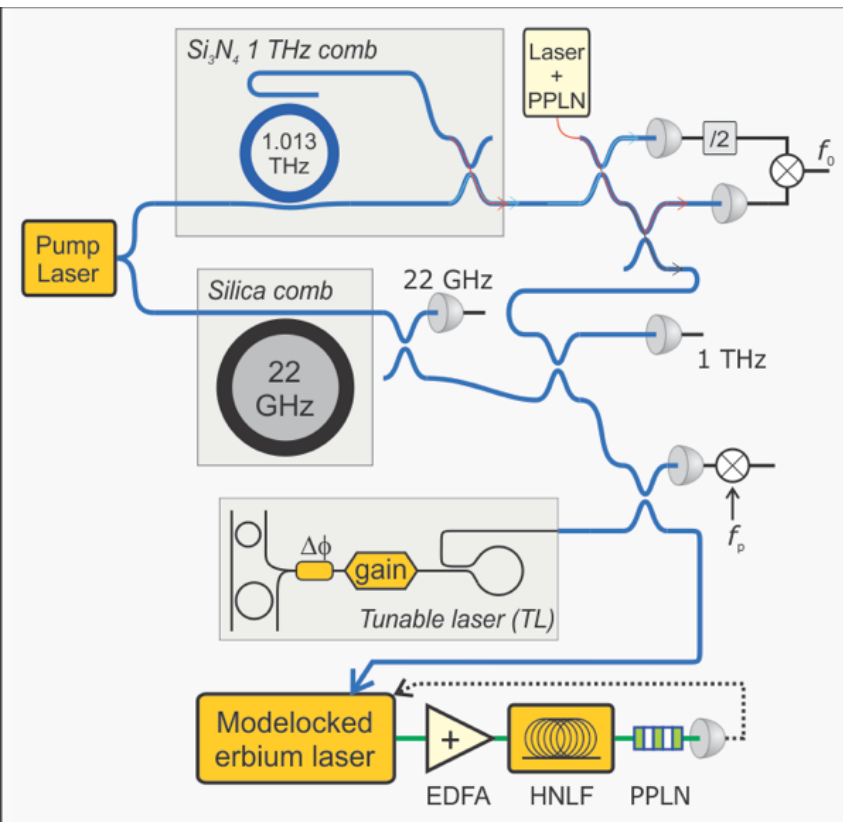 Si₃N₄ 1 THz comb
Laser
+
PPLN
1.013
THz
/2
f₀
Pump
Laser
Silica comb
22 GHz
22
GHz
1 THz
fₚ
Δϕ
gain
Tunable laser (TL)
Modelocked
erbium laser
+
EDFA
HNLF
PPLN